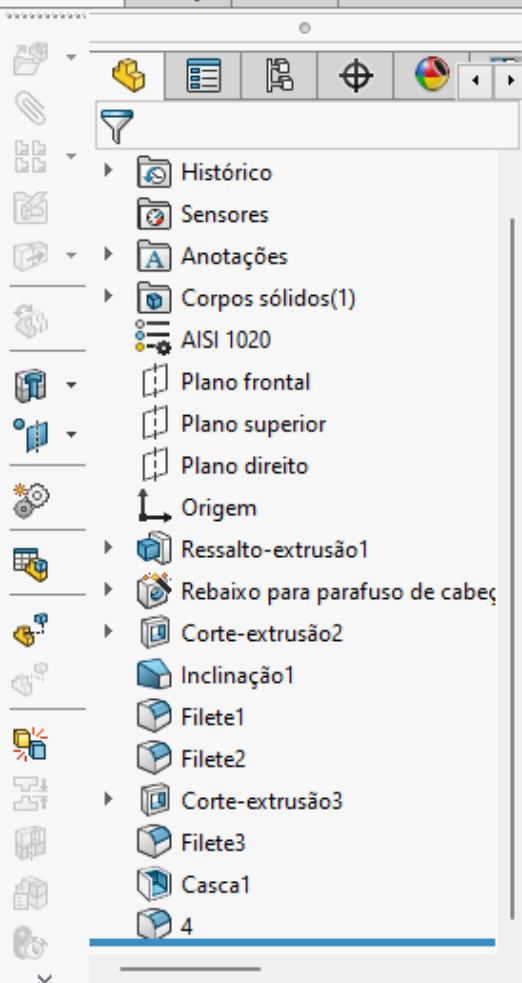 Histórico
Sensores
Anotações
Corpos sólidos(1)
AISI 1020
Plano frontal
Plano superior
Plano direito
Origem
Ressalto-extrusão1
Rebaixo para parafuso de
Corte-extrusão2
Inclinação1
Filete1
Filete2
Corte-extrusão3
Filete3
Casca1
4